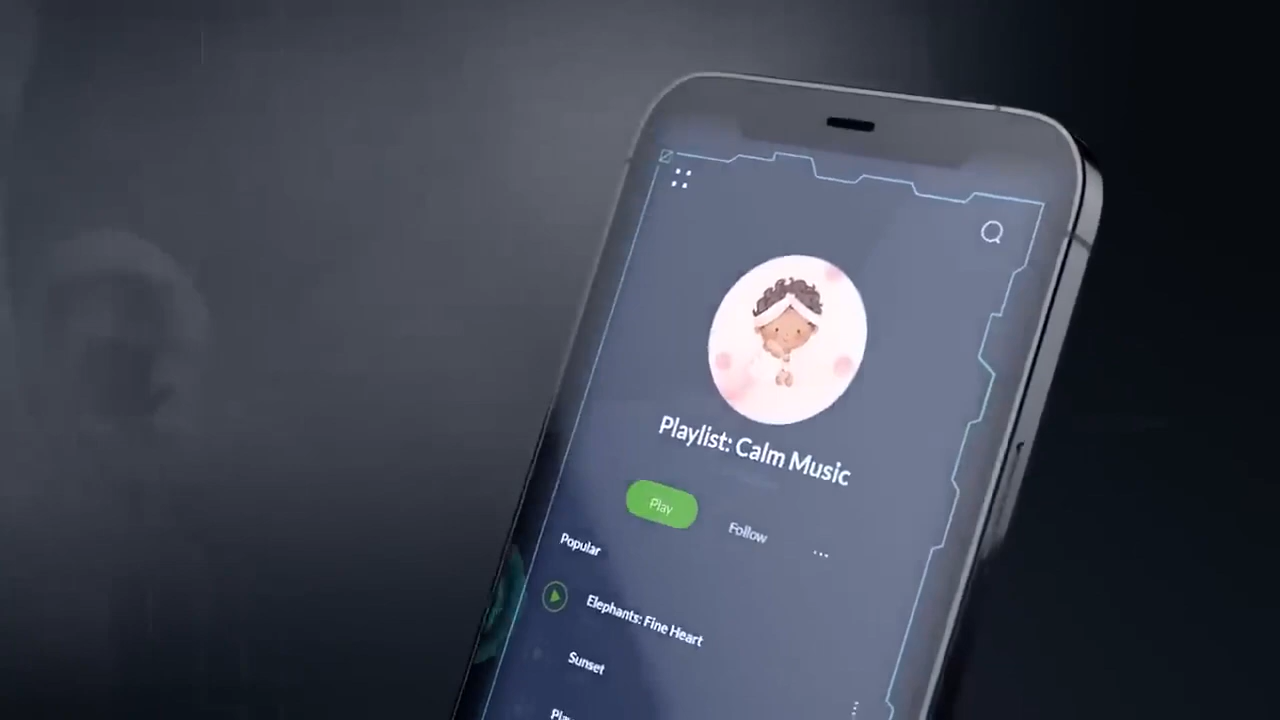 Playlist: Calm Music
Play
Follow
Popular
Elephants: Fine Heart
Sunset